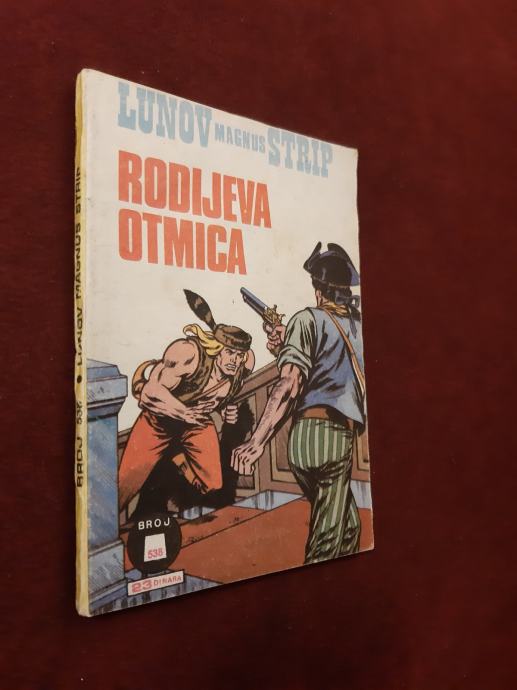 LUNOV MAGNUS STRIP
RODIJEVA
OTMICA
BROJ
538
23 DINARA
BROJ 538 • LUNOV MAGNUS STRIP